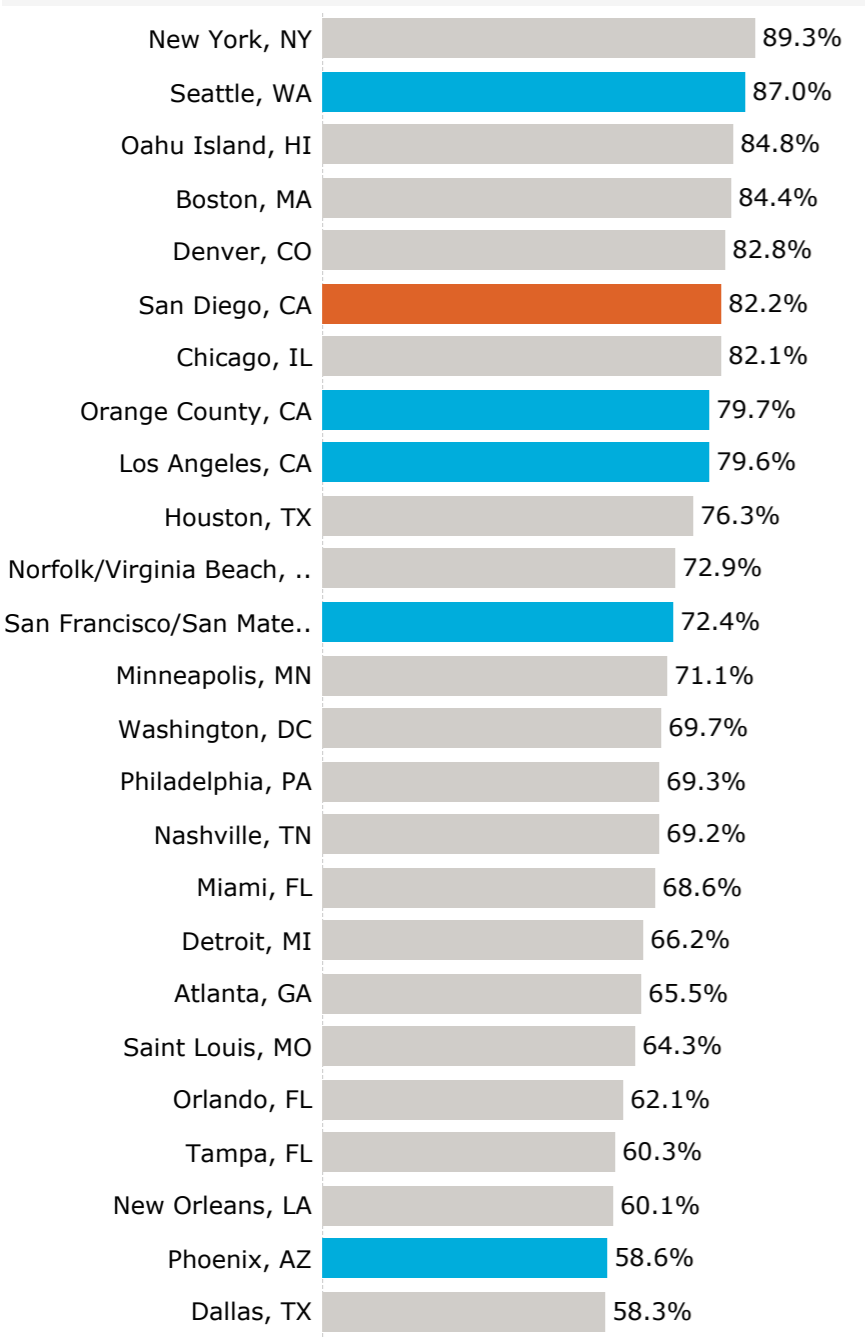 New York, NY 89.3%
Seattle, WA 87.0%
Oahu Island, HI 84.8%
Boston, MA 84.4%
Denver, CO 82.8%
San Diego, CA 82.2%
Chicago, IL 82.1%
Orange County, CA 79.7%
Los Angeles, CA 79.6%
Houston, TX 76.3%
Norfolk/Virginia Beach, .. 72.9%
San Francisco/San Mate.. 72.4%
Minneapolis, MN 71.1%
Washington, DC 69.7%
Philadelphia, PA 69.3%
Nashville, TN 69.2%
Miami, FL 68.6%
Detroit, MI 66.2%
Atlanta, GA 65.5%
Saint Louis, MO 64.3%
Orlando, FL 62.1%
Tampa, FL 60.3%
New Orleans, LA 60.1%
Phoenix, AZ 58.6%
Dallas, TX 58.3%